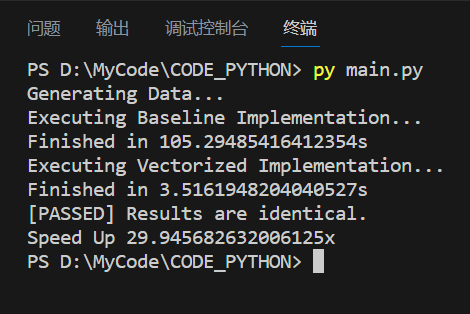 问题 输出 调试控制台 终端
PS D:\MyCode\CODE_PYTHON> py main.py
Generating Data...
Executing Baseline Implementation...
Finished in 105.29485416412354s
Executing Vectorized Implementation...
Finished in 3.5161948204040527s
[PASSED] Results are identical.
Speed Up 29.945682632006125x
PS D:\MyCode\CODE_PYTHON>